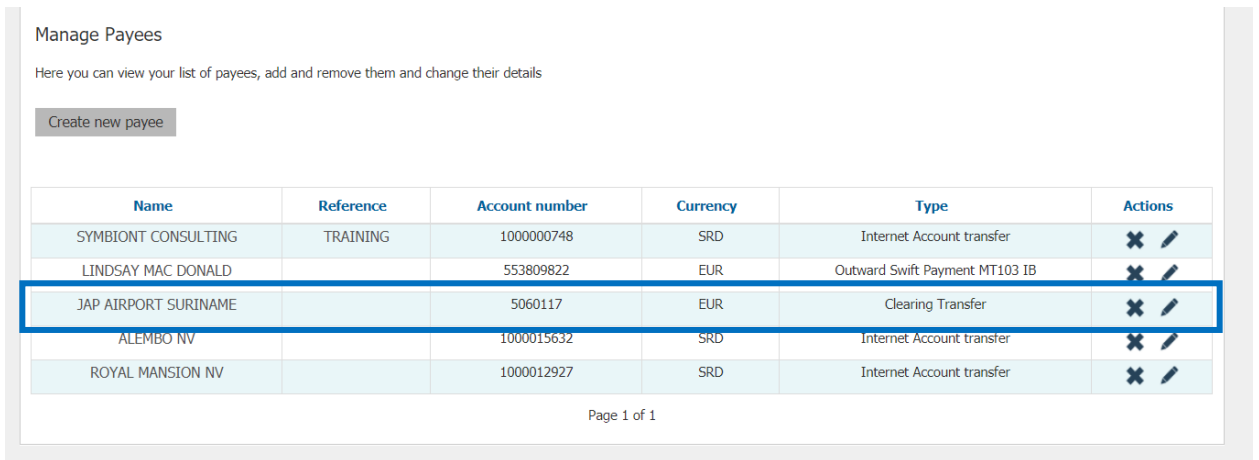 Manage Payees
Here you can view your list of payees, add and remove them and change their details
Create new payee
Name Reference Account number Currency Type Actions
SYMBIONT CONSULTING TRAINING 1000000748 SRD Internet Account transfer
LINDSAY MAC DONALD 553809822 EUR Outward Swift Payment MT103 IB
JAP AIRPORT SURINAME 5060117 EUR Clearing Transfer
ALEMBO NV 1000015632 SRD Internet Account transfer
ROYAL MANSION NV 1000012927 SRD Internet Account transfer
Page 1 of 1